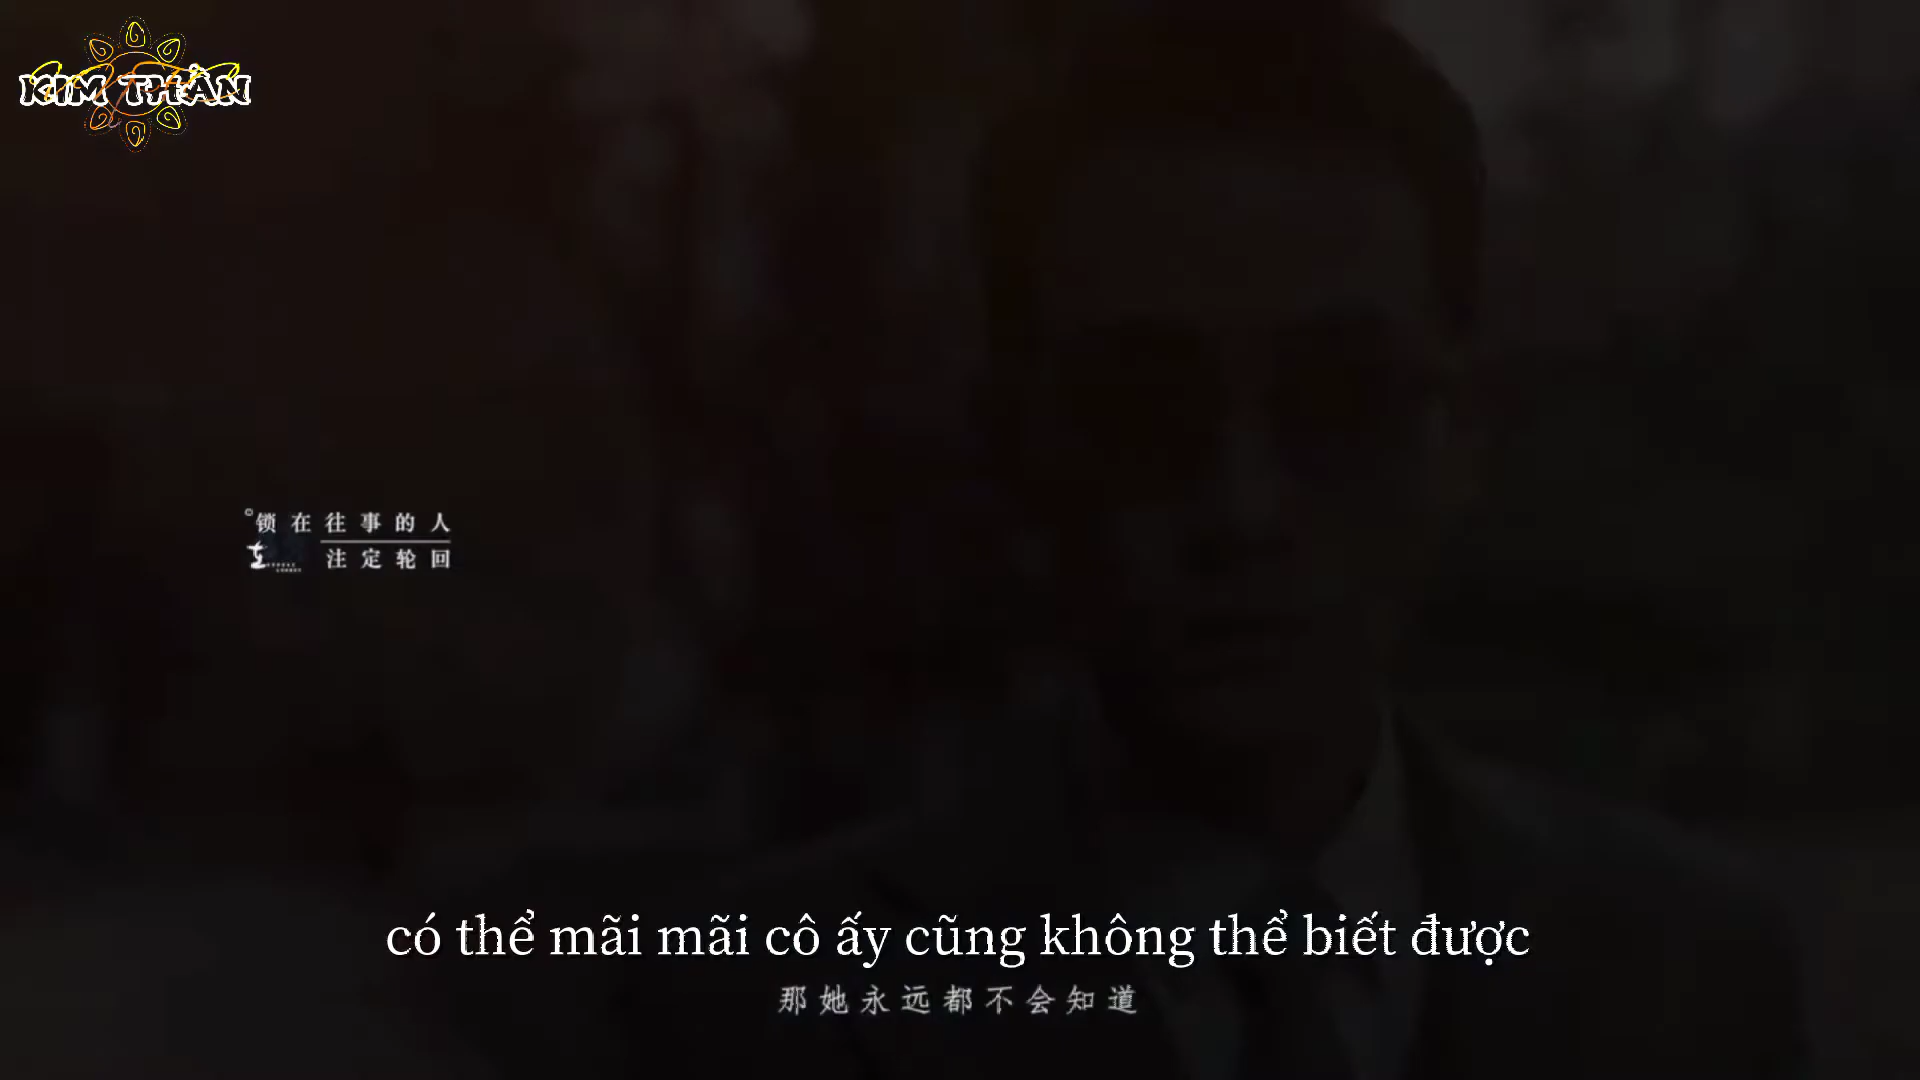 KIM THẦN
锁在往事的人
注定轮回
có thể mãi mãi cô ấy cũng không thể biết được
那她永远都不会知道